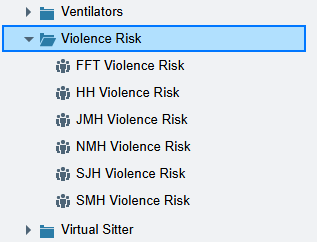 Ventilators
Violence Risk
FFT Violence Risk
HH Violence Risk
JMH Violence Risk
NMH Violence Risk
SJH Violence Risk
SMH Violence Risk
Virtual Sitter